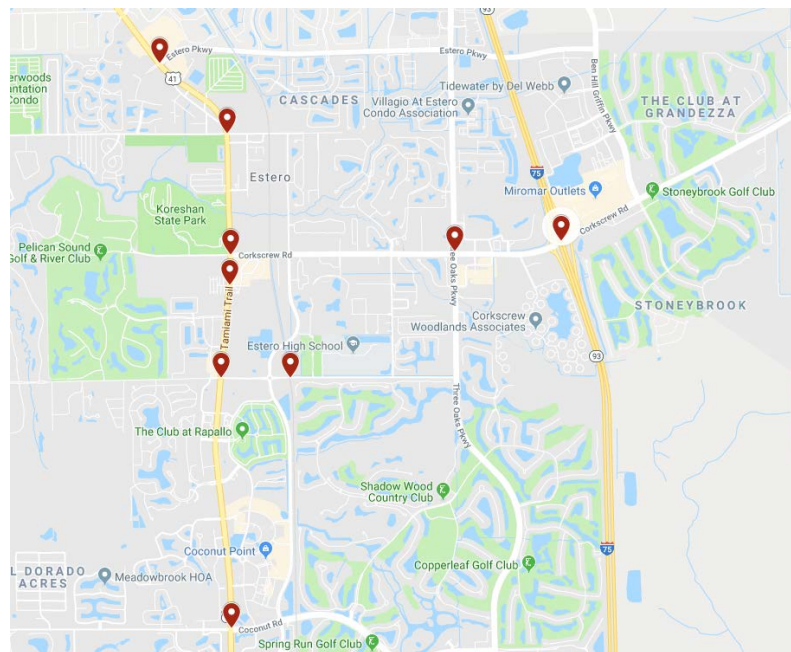 93
Estero Pkwy
Estero Pkwy
41
Tidewater by Del Webb
Ben Hill Griffin Pkwy
erwoods
antation
Condo
CASCADES
Villagio At Estero
Condo Association
THE CLUB AT
GRANDEZZA
75
Estero
Miromar Outlets
Stoneybrook Golf Club
Koreshan
State Park
Corkscrew Rd
Pelican Sound
Golf & River Club
Corkscrew Rd
ree Oaks Pkwy
Tamiami Trail
STONEYBROOK
Corkscrew
Woodlands Associates
Estero High School
93
Three Oaks Pkwy
The Club at Rapallo
Shadow Wood
Country Club
Coconut Point
75
Copperleaf Golf Club
L DORADO
ACRES
Meadowbrook HOA
Coconut Rd
Spring Run Golf Club